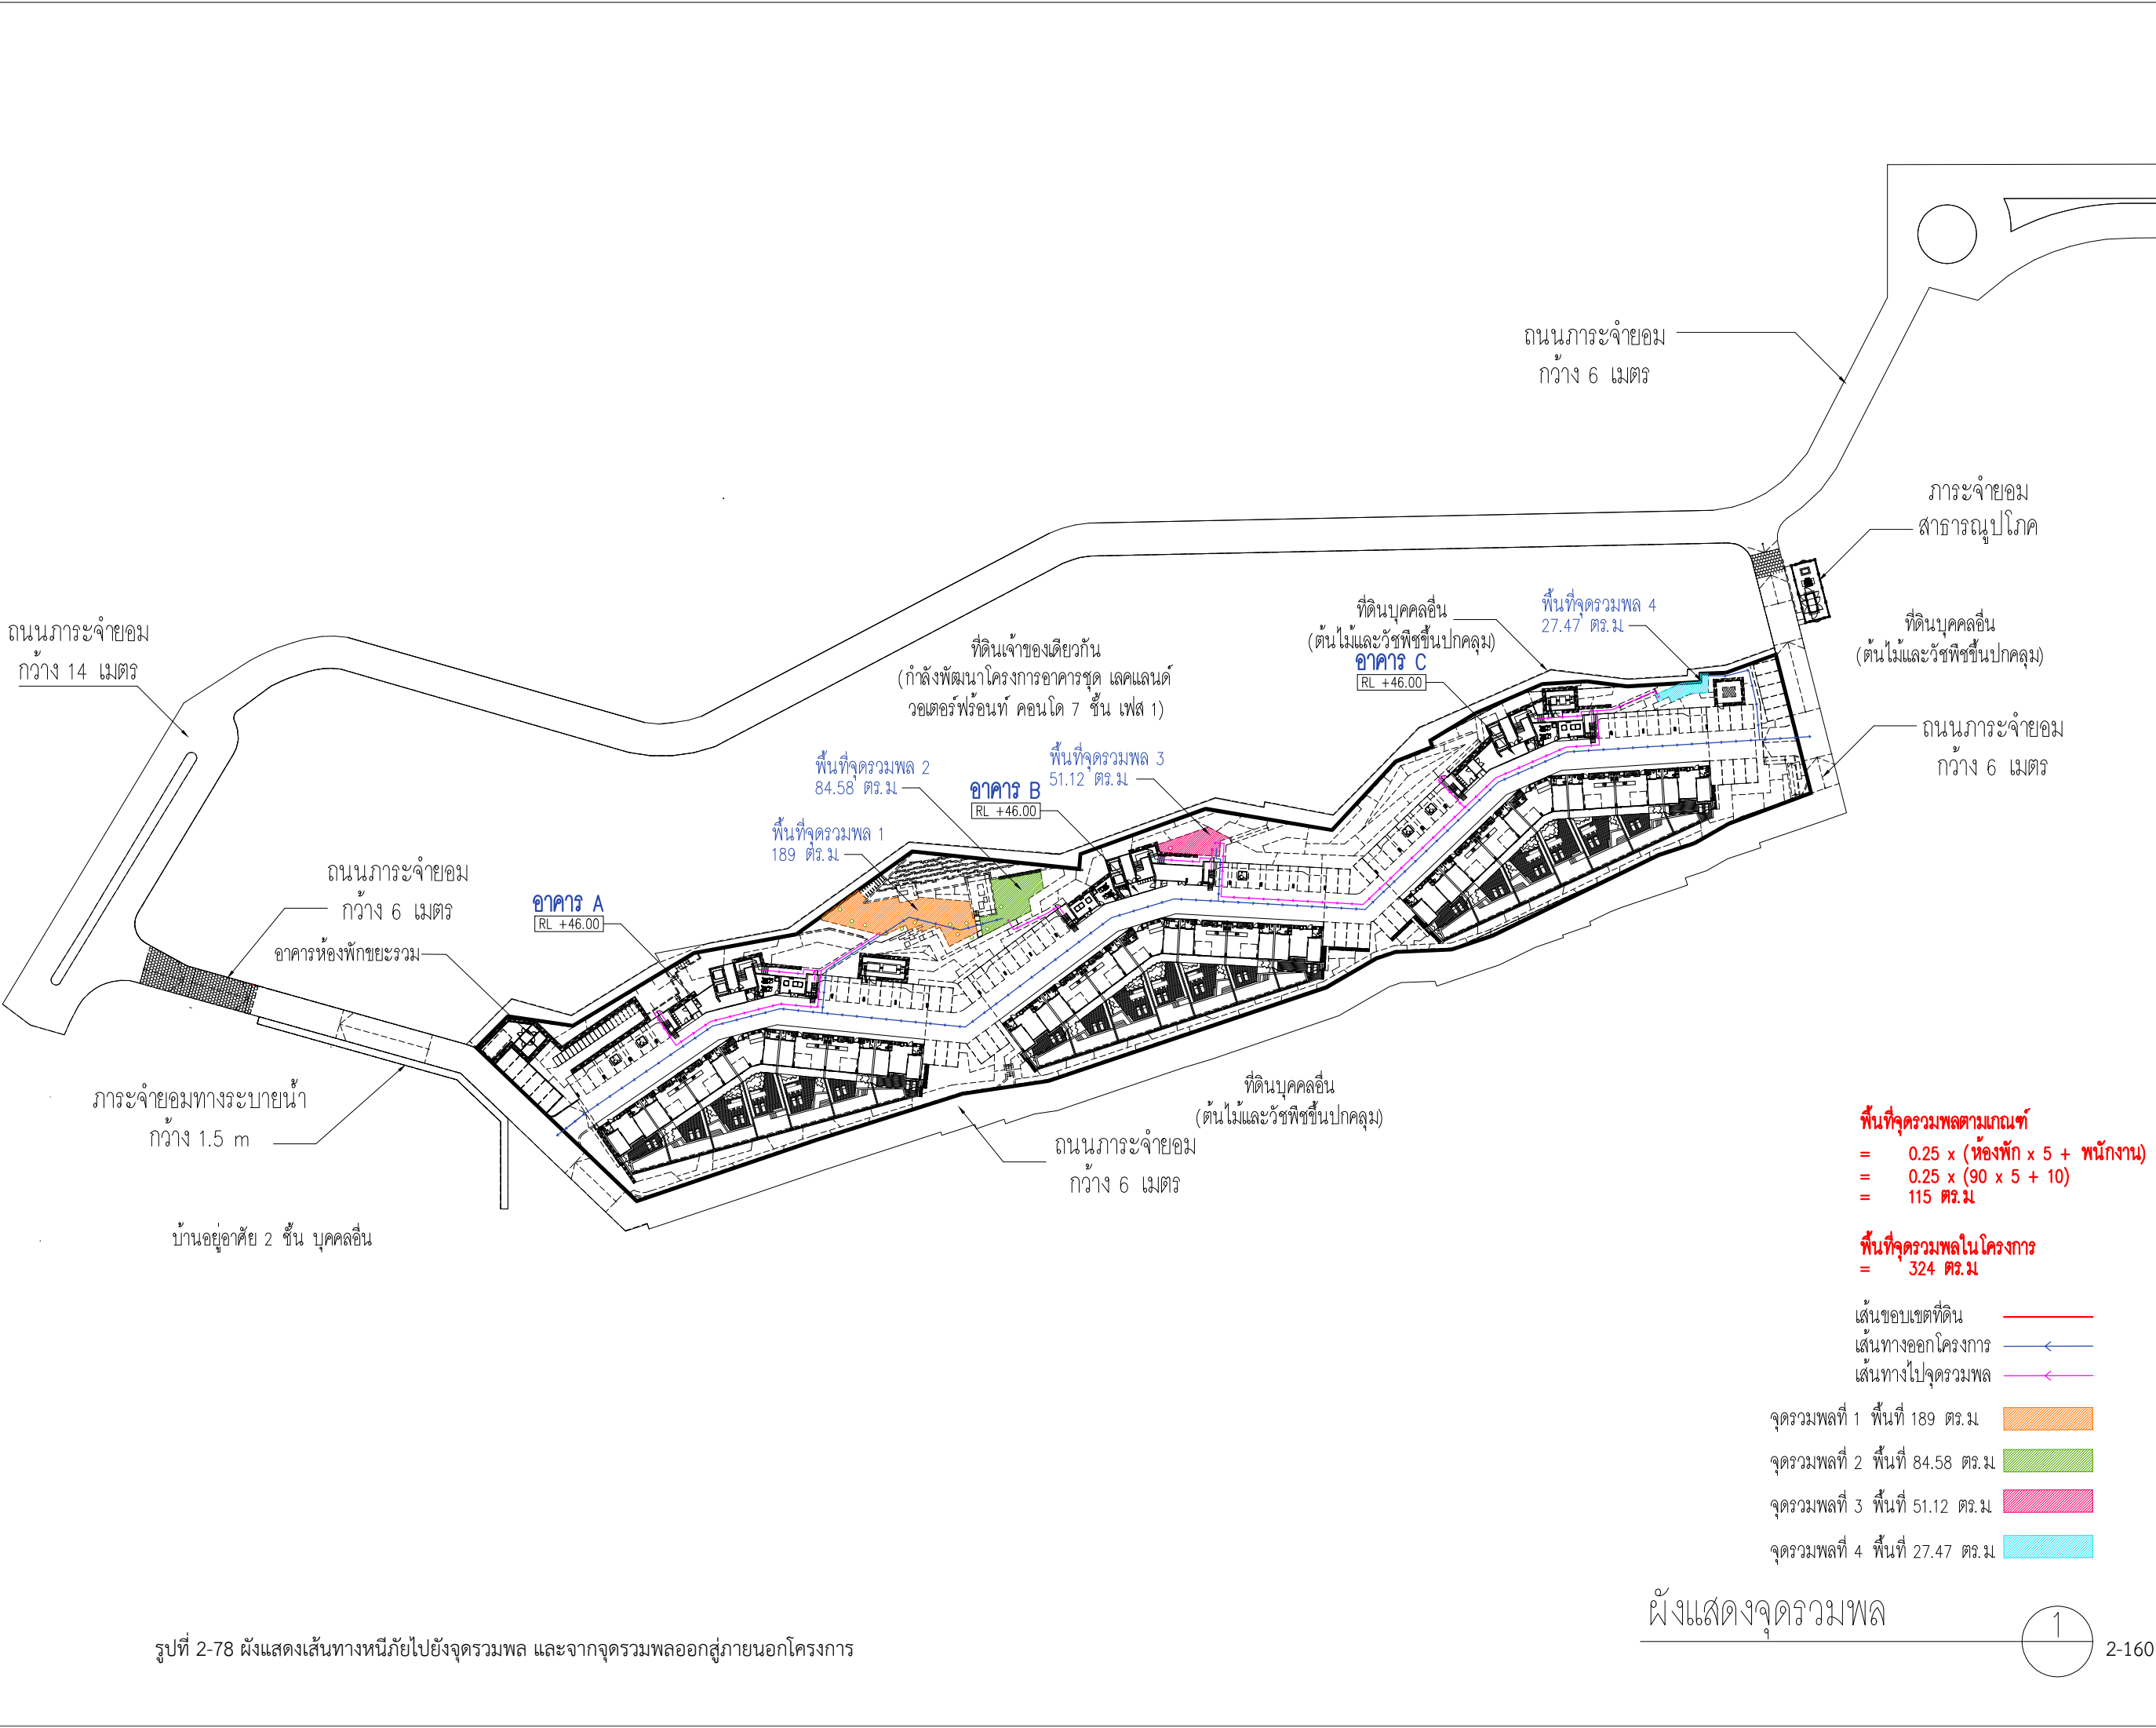 ถนนภาระจำยอม
กว้าง 6 เมตร
ภาระจำยอม
สาธารณูปโภค
ที่ดินบุคคลอื่น
(ต้นไม้และวัชพืชขึ้นปกคลุม)
พื้นที่จุดรวมพล 4
27.47 ตร.ม.
ที่ดินบุคคลอื่น
(ต้นไม้และวัชพืชขึ้นปกคลุม)
อาคาร C
RL +46.00
ถนนภาระจำยอม
กว้าง 14 เมตร
ที่ดินเจ้าของเดียวกัน
(กำลังพัฒนาโครงการอาคารชุด เลคแลนด์
วอเตอร์ฟร้อนท์ คอนโด 7 ชั้น เฟส 1)
ถนนภาระจำยอม
กว้าง 6 เมตร
พื้นที่จุดรวมพล 2
84.58 ตร.ม.
พื้นที่จุดรวมพล 3
51.12 ตร.ม.
อาคาร B
RL +46.00
พื้นที่จุดรวมพล 1
189 ตร.ม.
ถนนภาระจำยอม
กว้าง 6 เมตร
อาคาร A
RL +46.00
อาคารห้องพักขยะรวม
ภาระจำยอมทางระบายน้ำ
กว้าง 1.5 m
ที่ดินบุคคลอื่น
(ต้นไม้และวัชพืชขึ้นปกคลุม)
ถนนภาระจำยอม
กว้าง 6 เมตร
บ้านอยู่อาศัย 2 ชั้น บุคคลอื่น
พื้นที่จุดรวมพลตามเกณฑ์
= 0.25 x (ห้องพัก x 5 + พนักงาน)
= 0.25 x (90 x 5 + 10)
= 115 ตร.ม.
พื้นที่จุดรวมพลในโครงการ
= 324 ตร.ม.
เส้นขอบเขตที่ดิน
เส้นทางออกโครงการ
เส้นทางไปจุดรวมพล
จุดรวมพลที่ 1 พื้นที่ 189 ตร.ม.
จุดรวมพลที่ 2 พื้นที่ 84.58 ตร.ม.
จุดรวมพลที่ 3 พื้นที่ 51.12 ตร.ม.
จุดรวมพลที่ 4 พื้นที่ 27.47 ตร.ม.
ผังแสดงจุดรวมพล
1
2-160
รูปที่ 2-78 ผังแสดงเส้นทางหนีภัยไปยังจุดรวมพล และจากจุดรวมพลออกสู่ภายนอกโครงการ